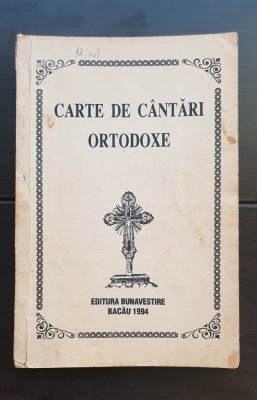 CARTE DE CÂNTĂRI
ORTODOXE
EDITURA BUNAVESTIRE
BACĂU 1994